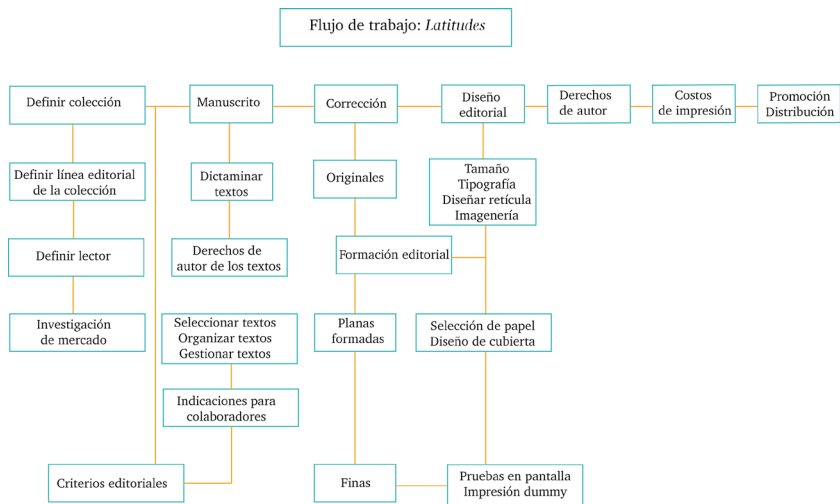 Flujo de trabajo: Latitudes
Definir colección
Manuscrito
Corrección
Diseño
editorial
Derechos
de autor
Costos
de impresión
Promoción
Distribución
Definir línea editorial
de la colección
Dictaminar
textos
Originales
Tamaño
Tipografía
Diseñar retícula
Imagenería
Definir lector
Derechos de
autor de los textos
Formación editorial
Investigación
de mercado
Seleccionar textos
Organizar textos
Gestionar textos
Planas
formadas
Selección de papel
Diseño de cubierta
Indicaciones para
colaboradores
Criterios editoriales
Finas
Pruebas en pantalla
Impresión dummy